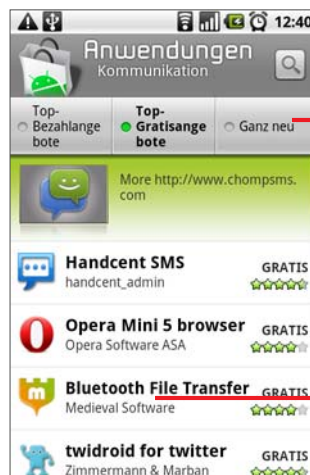 12:40
Anwendungen
Kommunikation
Top-
Bezahlange
bote
Top-
Gratisange
bote
Ganz neu
More http://www.chompsms.
com
Handcent SMS
GRATIS
handcent_admin
Opera Mini 5 browser
GRATIS
Opera Software ASA
Bluetooth File Transfer
GRATIS
Medieval Software
twidroid for twitter
GRATIS
Zimmermann & Marban